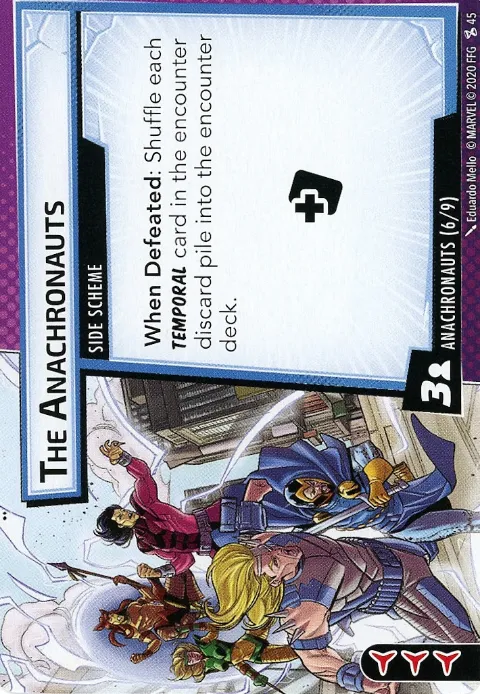 THE ANACHRONAUTS
SIDE SCHEME
When Defeated: Shuffle each
TEMPORAL card in the encounter
discard pile into the encounter
deck.
3
ANACHRONAUTS (6/9)
Eduardo Mello © MARVEL © 2020 FFG 45